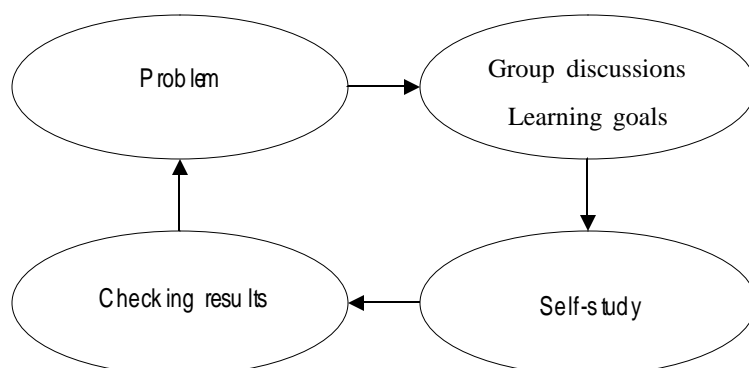 Problem
Group discussions
Learning goals
Checking results
Self-study